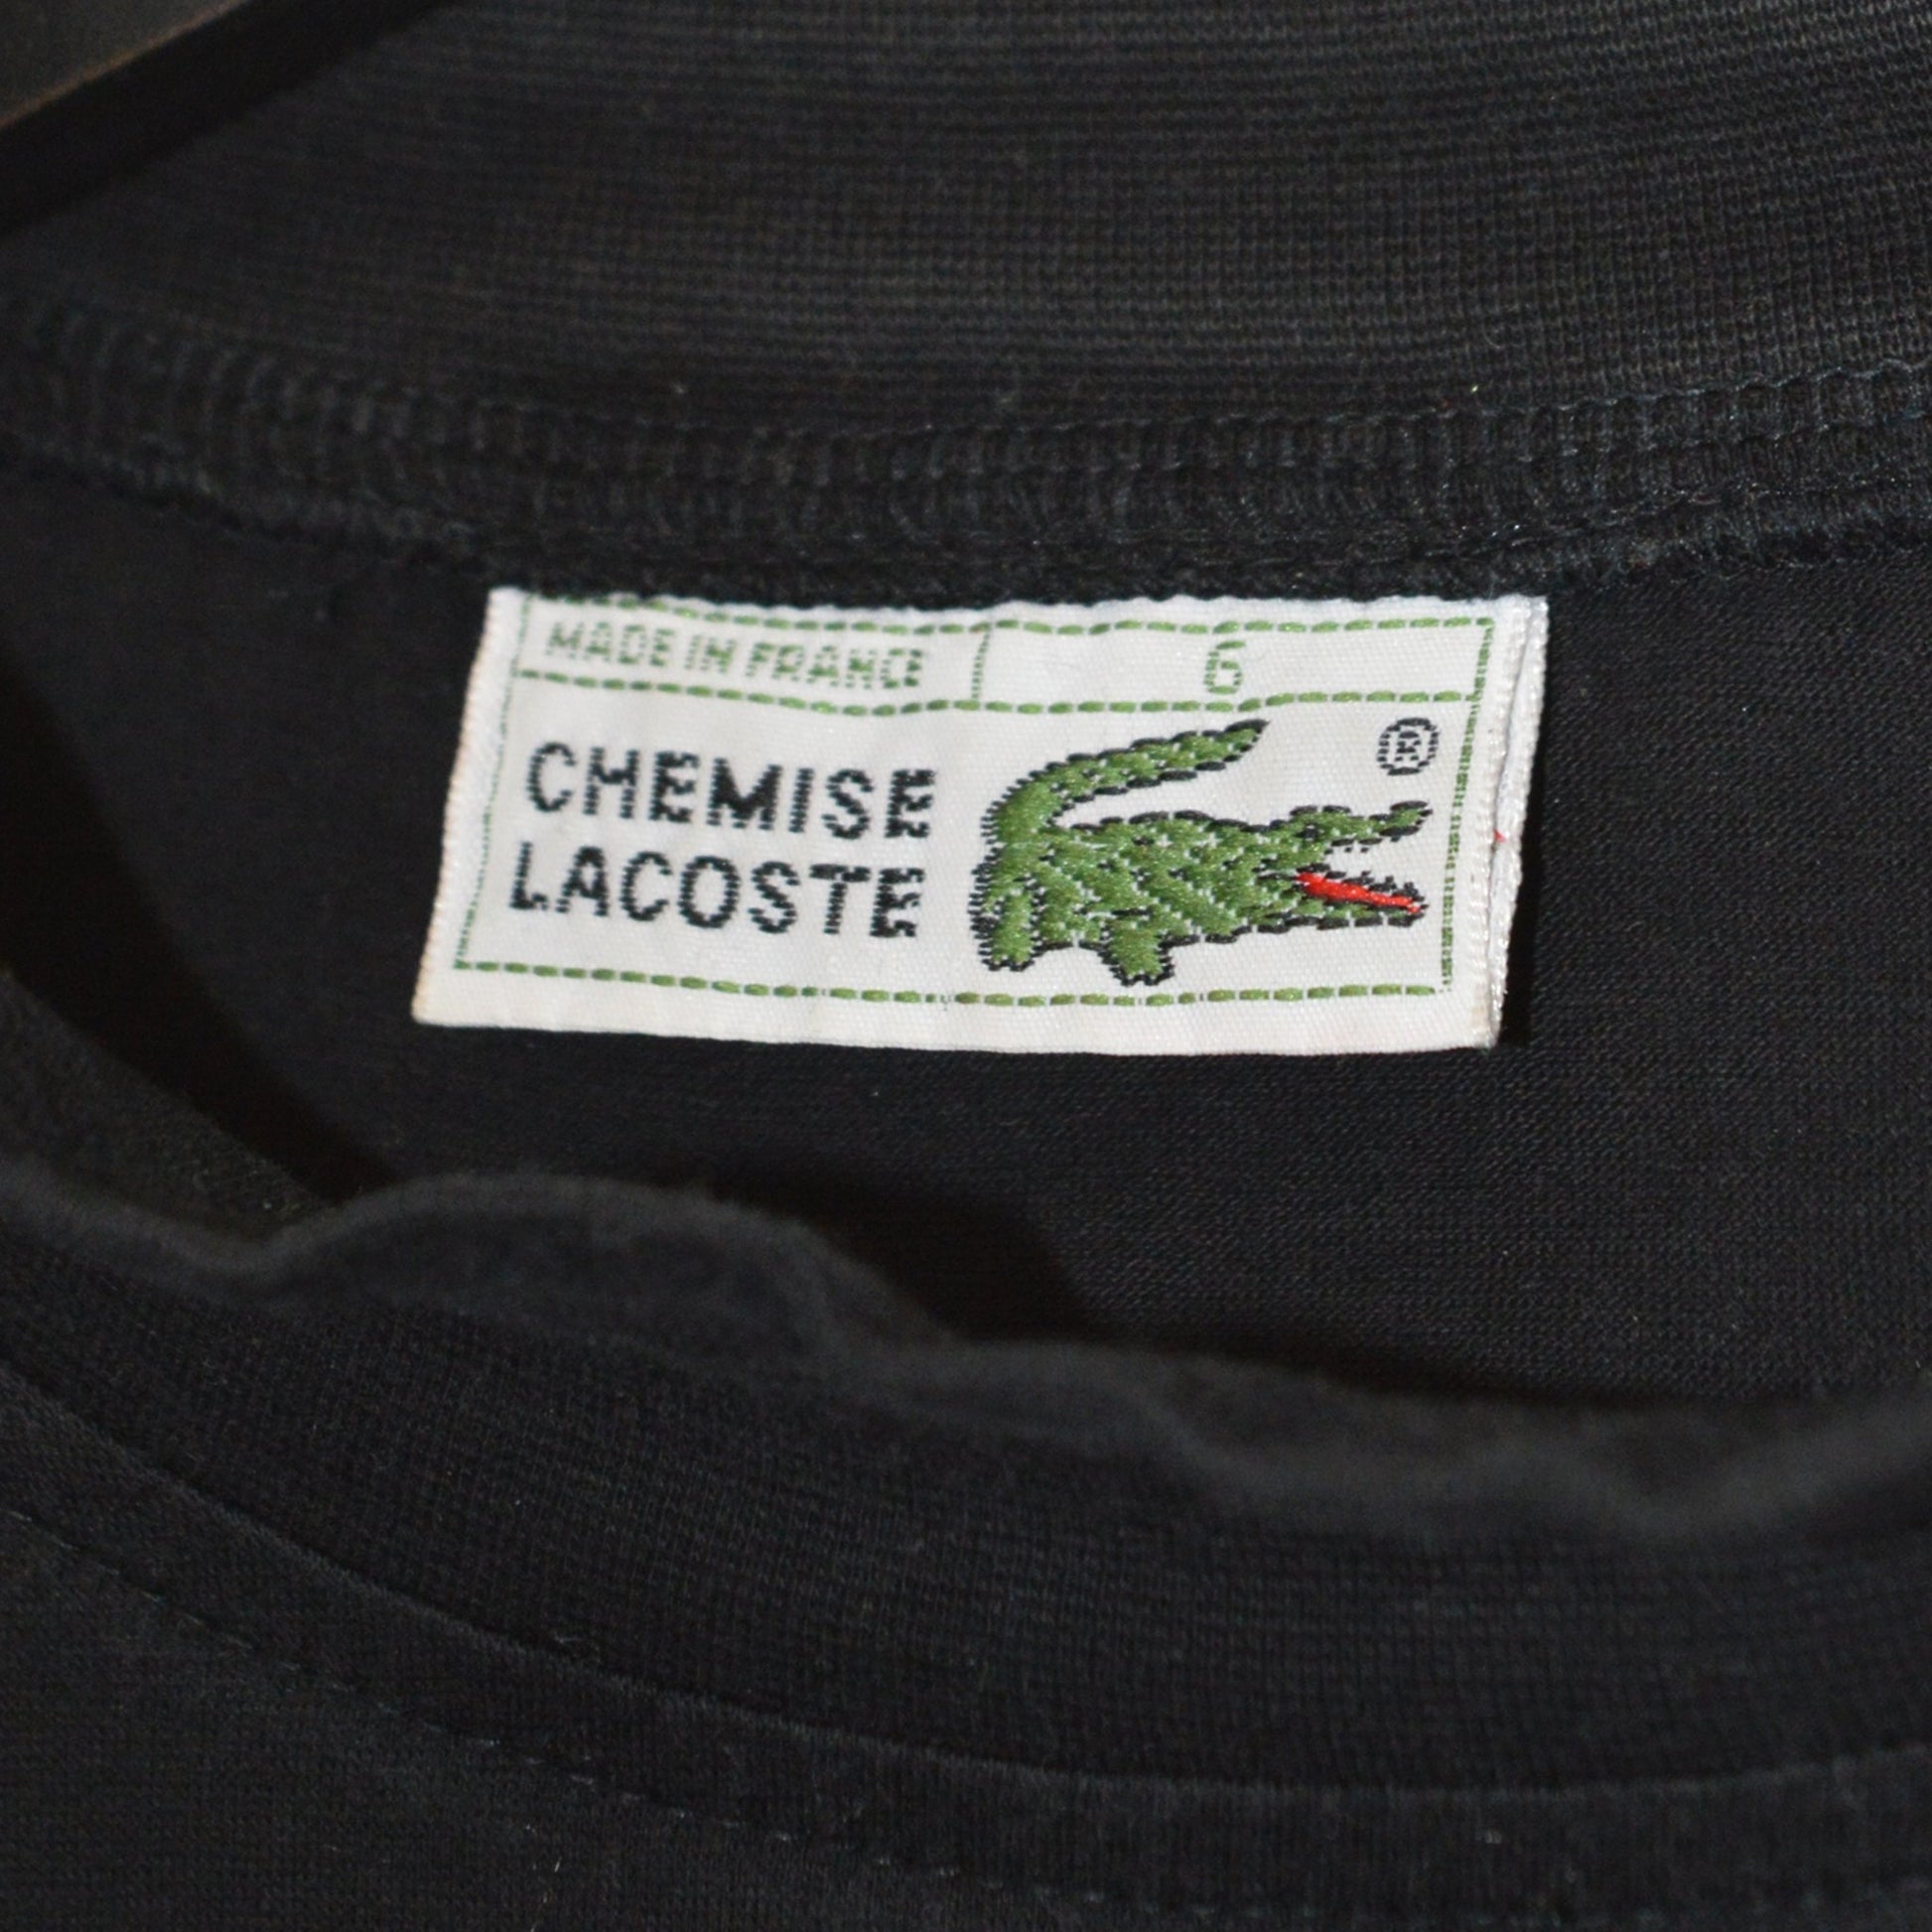 MADE IN FRANCE 6
CHEMISE
LACOSTE
®